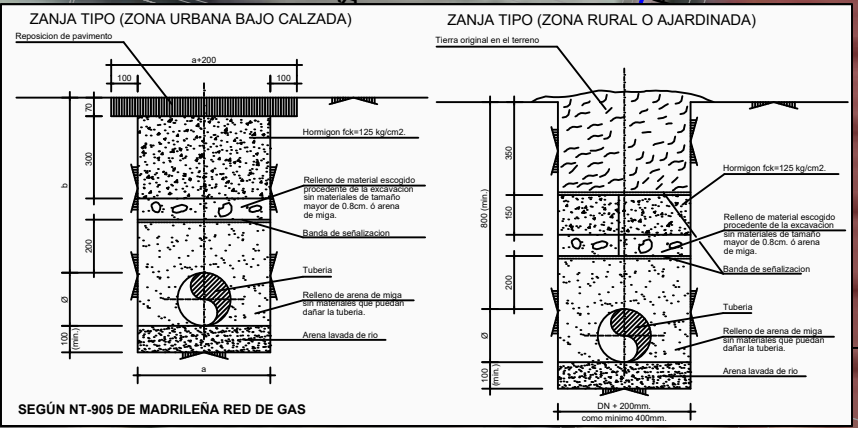 ZANJA TIPO (ZONA URBANA BAJO CALZADA)
Reposicion de pavimento
a+200
100
100
70
300
b
200
Ø
100
(min.)
a
Hormigon fck=125 kg/cm2.
Relleno de material escogido
procedente de la excavacion
sin materiales de tamaño
mayor de 0.8cm. ó arena
de miga.
Banda de señalizacion
Tuberia
Relleno de arena de miga
sin materiales que puedan
dañar la tuberia.
Arena lavada de rio
SEGÚN NT-905 DE MADRILEÑA RED DE GAS
ZANJA TIPO (ZONA RURAL O AJARDINADA)
Tierra original en el terreno
350
800 (min.)
150
200
Ø
100
(min.)
Hormigon fck=125 kg/cm2.
Relleno de material escogido
procedente de la excavacion
sin materiales de tamaño
mayor de 0.8cm. ó arena
de miga.
Banda de señalizacion
Tuberia
Relleno de arena de miga
sin materiales que puedan
dañar la tuberia.
Arena lavada de rio
DN + 200mm.
como minimo 400mm.